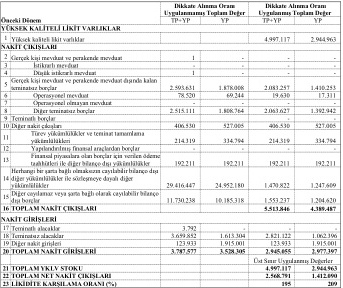 Dikkate Alınma Oranı Uygulanmamış Toplam Değer Dikkate Alınma Oranı Uygulanmış Toplam Değer
Önceki Dönem TP+YP YP TP+YP YP
YÜKSEK KALİTELİ LİKİT VARLIKLAR
1 Yüksek kaliteli likit varlıklar 4.997.117 2.944.963
NAKİT ÇIKIŞLARI
2 Gerçek kişi mevduat ve perakende mevduat 1 - - -
3 İstikrarlı mevduat - - - -
4 Düşük istikrarlı mevduat 1 - - -
5 Gerçek kişi mevduat ve perakende mevduat dışında kalan teminatsız borçlar 2.593.631 1.878.008 2.083.257 1.410.253
6 Operasyonel mevduat 78.520 69.244 19.630 17.311
7 Operasyonel olmayan mevduat - - - -
8 Diğer teminatsız borçlar 2.515.111 1.808.764 2.063.627 1.392.942
9 Teminatlı borçlar - -
10 Diğer nakit çıkışları 406.530 527.005 406.530 527.005
11 Türev yükümlülükler ve teminat tamamlama yükümlülükleri 214.319 334.794 214.319 334.794
12 Yapılandırılmış finansal araçlardan borçlar - - - -
13 Finansal piyasalara olan borçlar için verilen ödeme taahhütleri ile diğer bilanço dışı yükümlülükler 192.211 192.211 192.211 192.211
14 Herhangi bir şarta bağlı olmaksızın cayılabilir bilanço dışı diğer yükümlülükler ile sözleşmeye dayalı diğer yükümlülükler 29.416.447 24.952.180 1.470.822 1.247.609
15 Diğer cayılamaz veya şarta bağlı olarak cayılabilir bilanço dışı borçlar 11.730.238 10.185.318 1.553.237 1.204.620
16 TOPLAM NAKİT ÇIKIŞLARI 5.513.846 4.389.487
NAKİT GİRİŞLERİ
17 Teminatlı alacaklar 3.792 - - -
18 Teminatsız alacaklar 3.659.852 1.613.304 2.821.122 1.062.396
19 Diğer nakit girişleri 123.933 1.915.001 123.933 1.915.001
20 TOPLAM NAKİT GİRİŞLERİ 3.787.577 3.528.305 2.945.055 2.977.397
Üst Sınır Uygulanmış Değerler
21 TOPLAM YKLV STOKU 4.997.117 2.944.963
22 TOPLAM NET NAKİT ÇIKIŞLARI 2.568.791 1.412.090
23 LİKİDİTE KARŞILAMA ORANI (%) 195 209